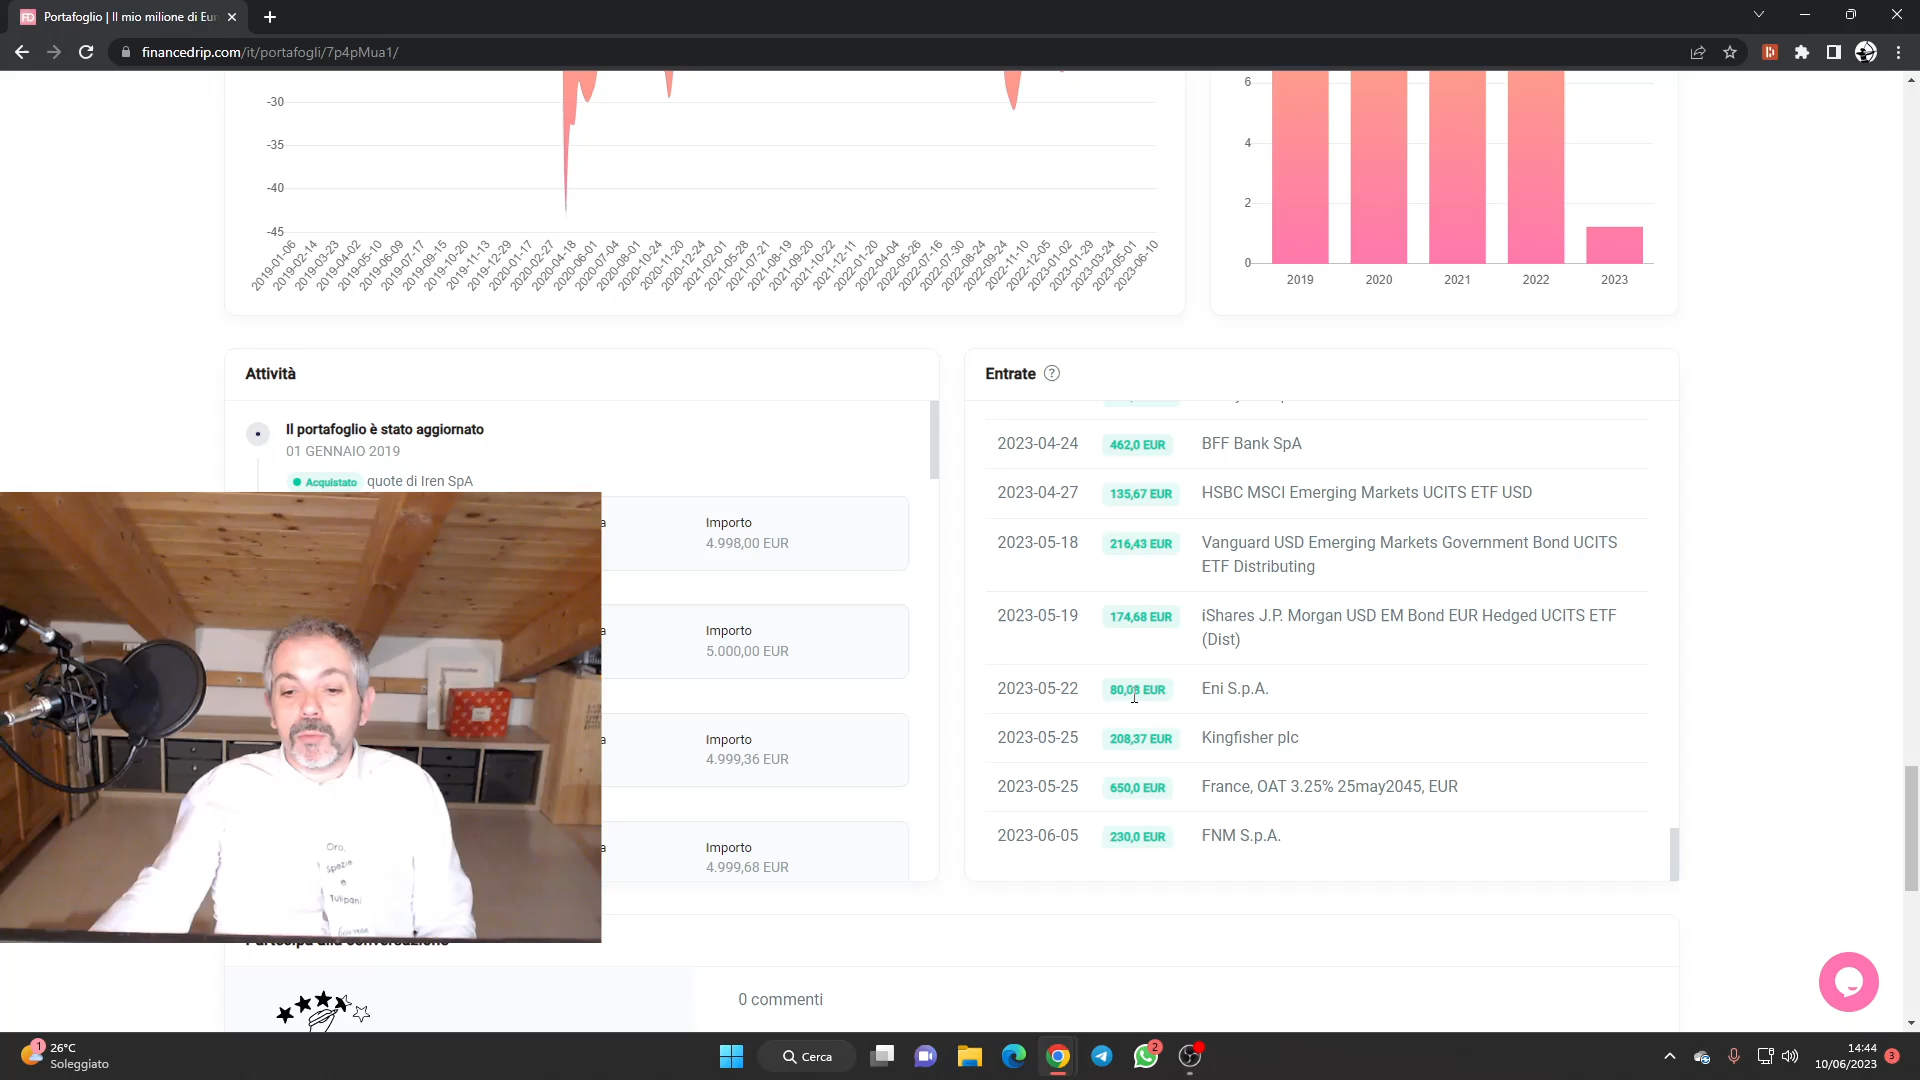 Portafoglio | Il mio milione di Eur
financedrip.com/it/portafogli/7p4pMua1/
-30
-35
-40
-45
2019-01-06
2019-02-14
2019-03-23
2019-04-02
2019-05-10
2019-06-09
2019-07-17
2019-09-15
2019-10-20
2019-11-13
2019-12-29
2020-01-17
2020-02-27
2020-04-18
2020-06-01
2020-07-04
2020-08-01
2020-10-24
2020-11-20
2020-12-24
2021-02-01
2021-05-28
2021-07-21
2021-08-19
2021-09-20
2021-10-22
2021-12-11
2022-01-20
2022-04-04
2022-05-26
2022-07-16
2022-07-30
2022-08-24
2022-09-24
2022-11-10
2022-12-05
2023-01-02
2023-01-29
2023-03-24
2023-05-01
2023-06-10
6
4
2
0
2019
2020
2021
2022
2023
Attività
Il portafoglio è stato aggiornato
01 GENNAIO 2019
Acquistato quote di Iren SpA
a
Importo
4.998,00 EUR
a
Importo
5.000,00 EUR
a
Importo
4.999,36 EUR
a
Importo
4.999,68 EUR
Entrate ?
2023-04-24 462,0 EUR BFF Bank SpA
2023-04-27 135,67 EUR HSBC MSCI Emerging Markets UCITS ETF USD
2023-05-18 216,43 EUR Vanguard USD Emerging Markets Government Bond UCITS
ETF Distributing
2023-05-19 174,68 EUR iShares J.P. Morgan USD EM Bond EUR Hedged UCITS ETF
(Dist)
2023-05-22 EUR Eni S.p.A.
2023-05-25 208,37 EUR Kingfisher plc
2023-05-25 650,0 EUR France, OAT 3.25% 25may2045, EUR
2023-06-05 230,0 EUR FNM S.p.A.
Oro,
spezie
e
Tulipani
Partecipa alla conversazione
0 commenti
1
26°C
Soleggiato
Cerca
2
14:44
10/06/2023
3